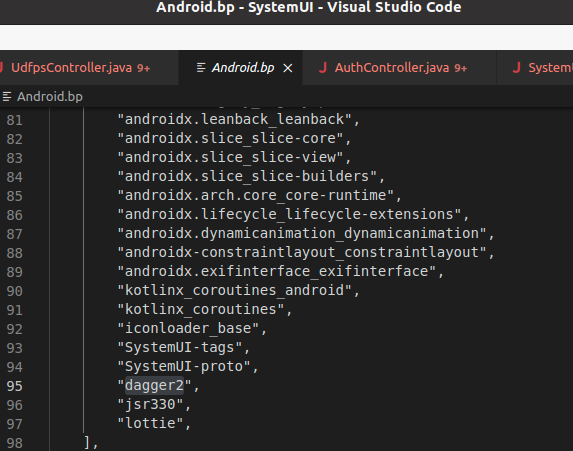 Android.bp - SystemUI - Visual Studio Code
J UdfpsController.java 9+ Android.bp × J AuthController.java 9+ J SystemU
Android.bp
81 "androidx.leanback_leanback",
82 "androidx.slice_slice-core",
83 "androidx.slice_slice-view",
84 "androidx.slice_slice-builders",
85 "androidx.arch.core_core-runtime",
86 "androidx.lifecycle_lifecycle-extensions",
87 "androidx.dynamicanimation_dynamicanimation",
88 "androidx-constraintlayout_constraintlayout",
89 "androidx.exifinterface_exifinterface",
90 "kotlinx_coroutines_android",
91 "kotlinx_coroutines",
92 "iconloader_base",
93 "SystemUI-tags",
94 "SystemUI-proto",
95 "dagger2",
96 "jsr330",
97 "lottie",
98 ],